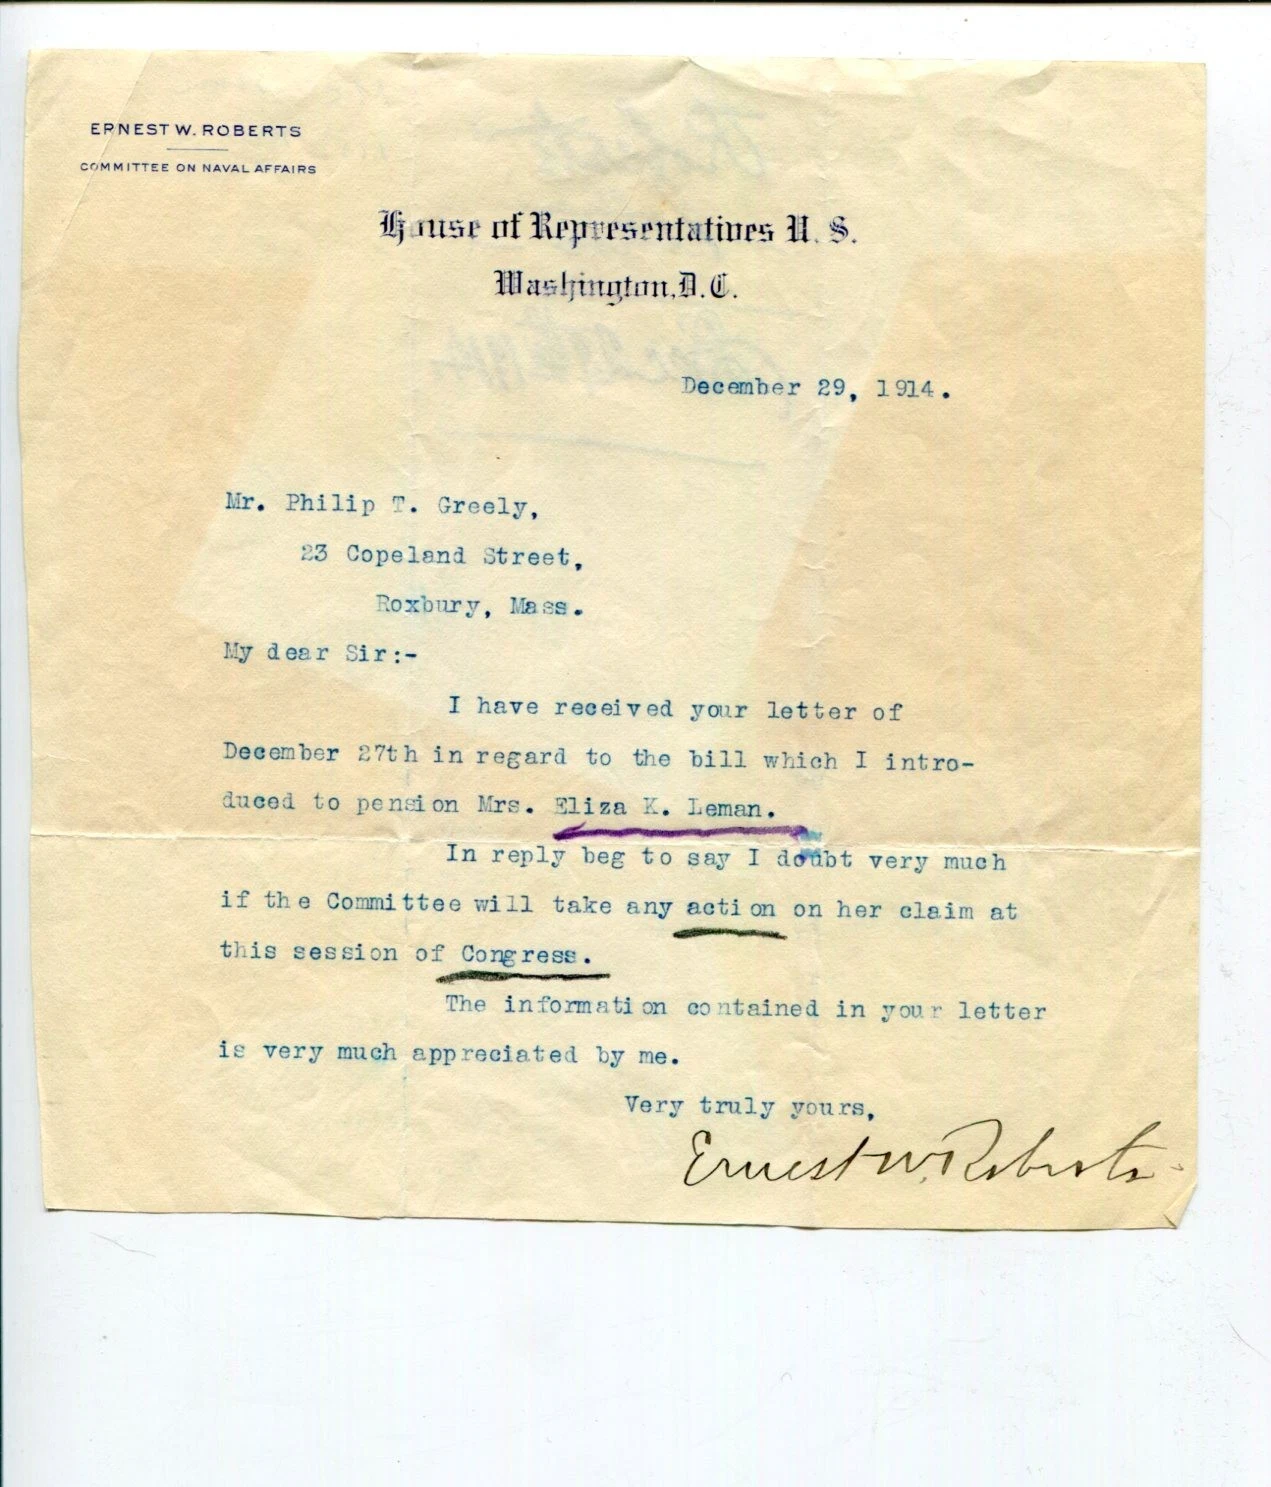 ERNEST W. ROBERTS
COMMITTEE ON NAVAL AFFAIRS
House of Representatives U. S.
Washington, D. C.
December 29, 1914.
Mr. Philip T. Greely,
23 Copeland Street,
Roxbury, Mass.
My dear Sir:-
I have received your letter of
December 27th in regard to the bill which I intro-
duced to pension Mrs. Eliza K. Leman.
In reply beg to say I doubt very much
if the Committee will take any action on her claim at
this session of Congress.
The information contained in your letter
is very much appreciated by me.
Very truly yours,
Ernest W. Roberts